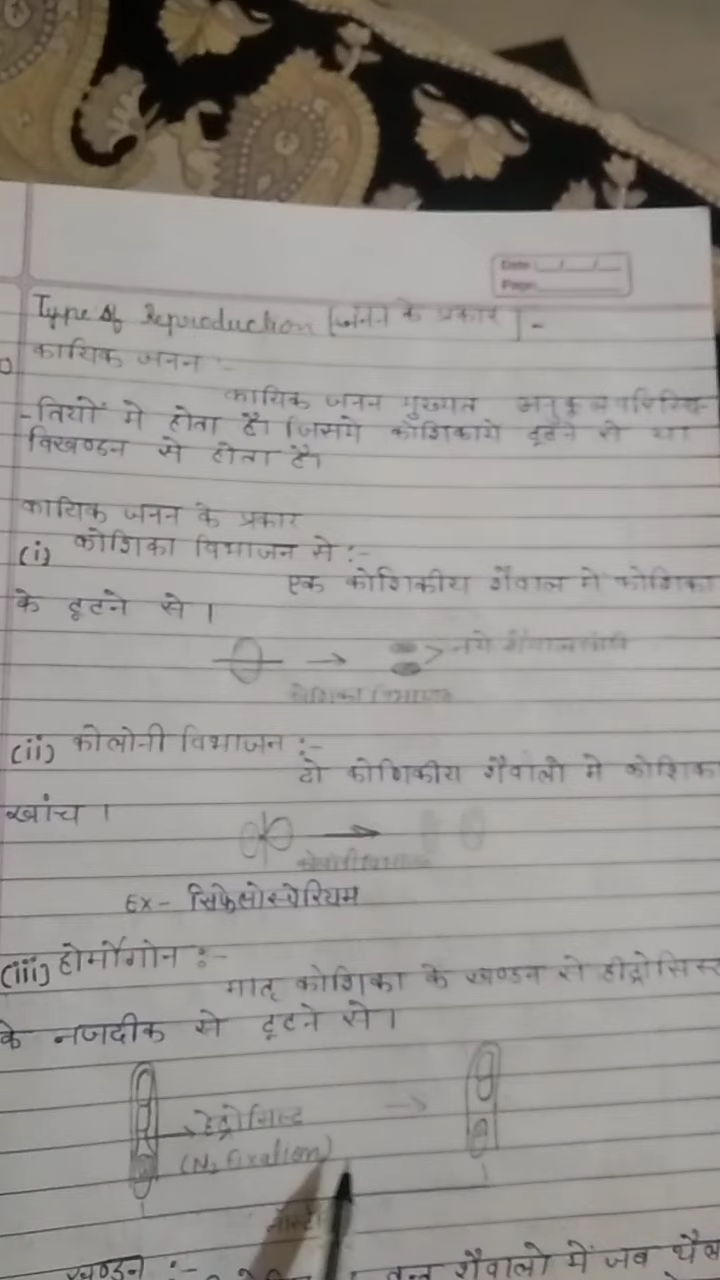 Date
Page
Type of Reproduction [जनन के प्रकार] -
कायिक जनन :-
कायिक जनन मुख्यत अनुकूल परिस्थि
-तियों में होता है। जिसमें कोशिकाये टूटने से या
विखण्डन से होता है।
कायिक जनन के प्रकार
(i) कोशिका विभाजन से :-
एक कोशिकीय शैवाल में कोशिका
के टूटने से ।
कोशिका विभाजन
(ii) कोलोनी विभाजन :-
दो कोशिकीय शैवालो में कोशिक
खांच ।
Ex - सिफेलोस्पेरियम
(iii) होर्मोगोन :-
मातृ कोशिका के खण्डन से हीट्रोसिस्ट
के नजदीक से टूटने से।
हेट्रोसिस्ट
(N₂ fixation)
खण्डन :-
शैवालो में जब